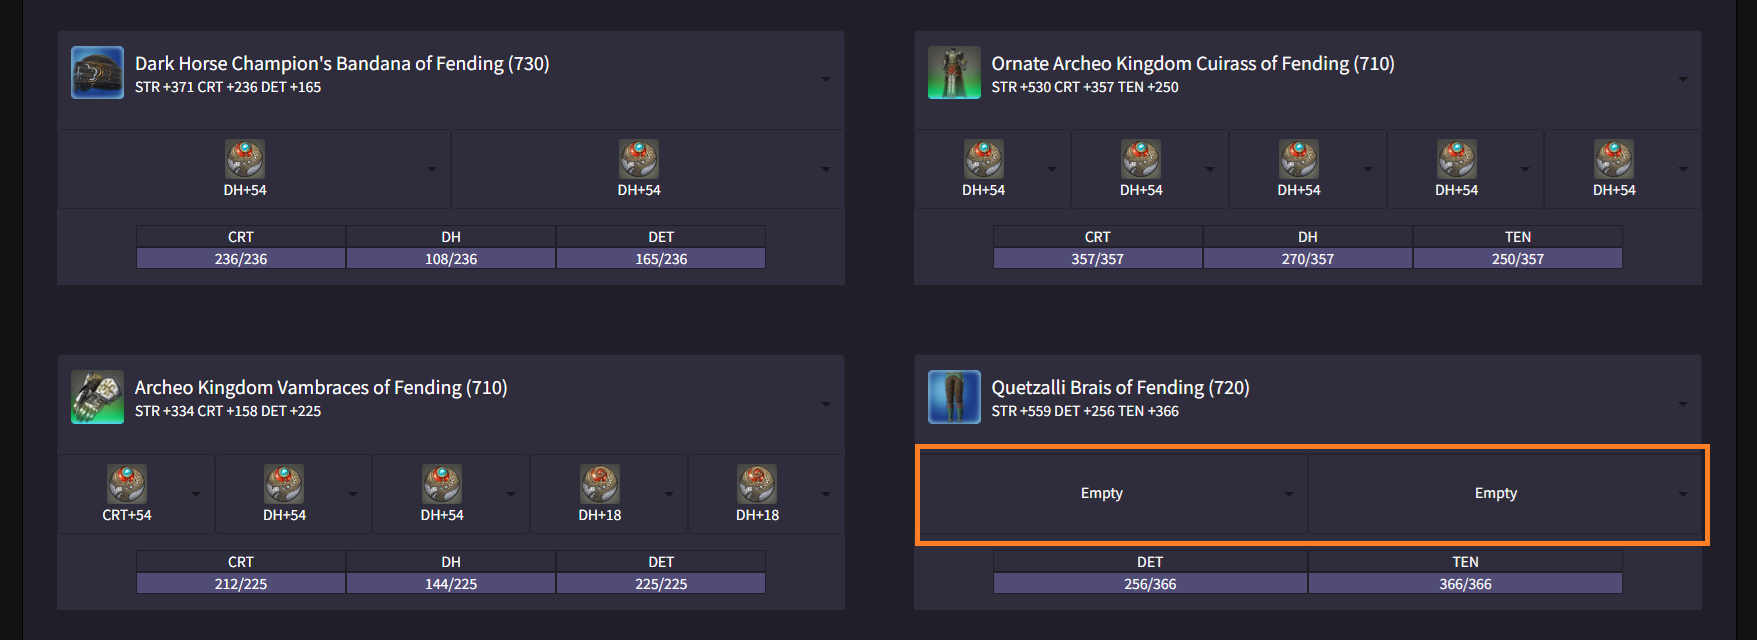 Dark Horse Champion's Bandana of Fending (730)
STR +371 CRT +236 DET +165
DH+54 DH+54
CRT DH DET
236/236 108/236 165/236
Ornate Archeo Kingdom Cuirass of Fending (710)
STR +530 CRT +357 TEN +250
DH+54 DH+54 DH+54 DH+54 DH+54
CRT DH TEN
357/357 270/357 250/357
Archeo Kingdom Vambraces of Fending (710)
STR +334 CRT +158 DET +225
CRT+54 DH+54 DH+54 DH+18 DH+18
CRT DH DET
212/225 144/225 225/225
Quetzalli Brais of Fending (720)
STR +559 DET +256 TEN +366
Empty Empty
DET TEN
256/366 366/366